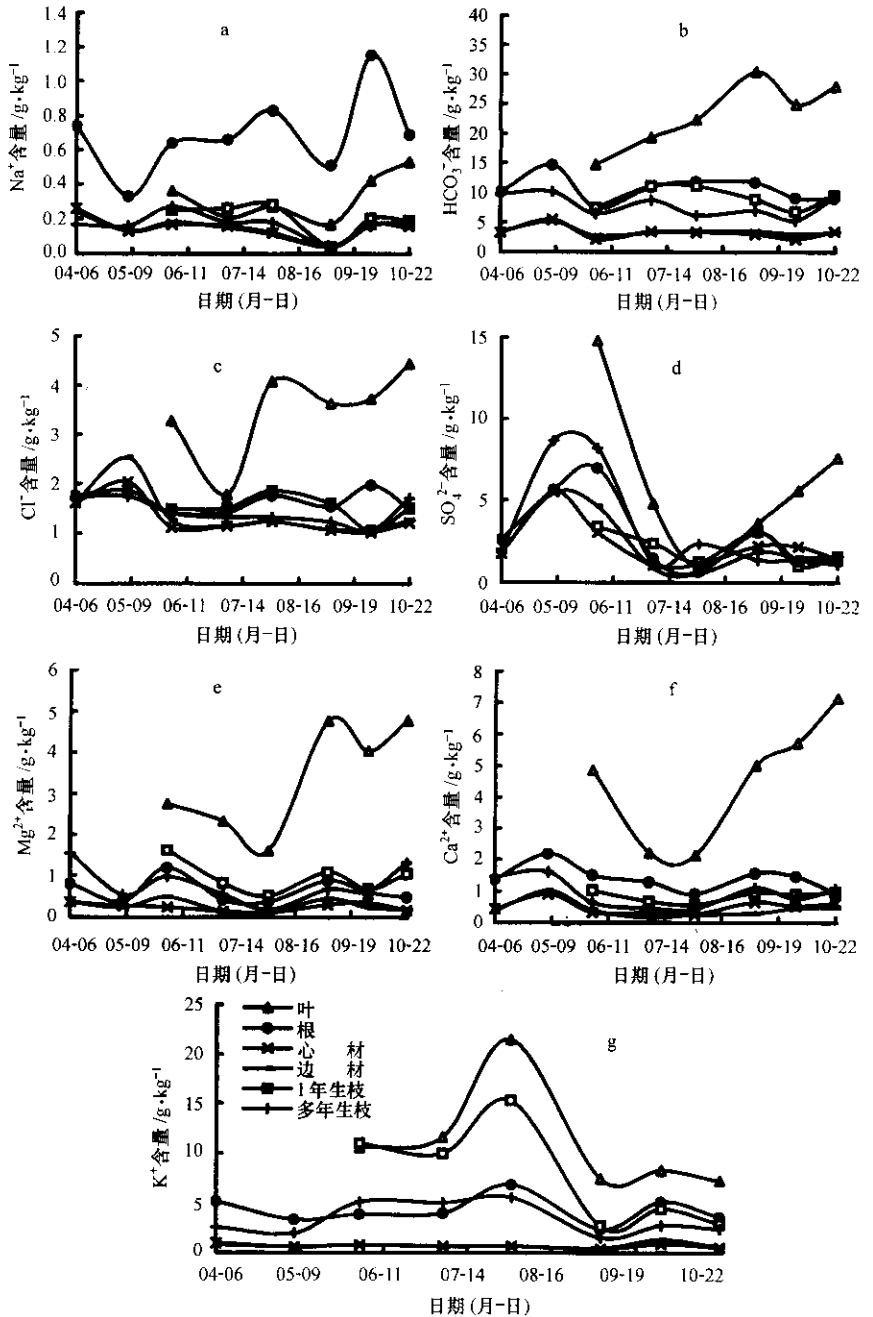 a
Na⁺含量/g·kg⁻¹
1.4
1.2
1.0
0.8
0.6
0.4
0.2
0.0
04-06 05-09 06-11 07-14 08-16 09-19 10-22
日期(月-日)
b
HCO₃⁻含量/g·kg⁻¹
40
35
30
25
20
15
10
5
0
04-06 05-09 06-11 07-14 08-16 09-19 10-22
日期(月-日)
c
Cl⁻含量/g·kg⁻¹
5
4
3
2
1
0
04-06 05-09 06-11 07-14 08-16 09-19 10-22
日期(月-日)
d
SO₄²⁻含量/g·kg⁻¹
15
10
5
0
04-06 05-09 06-11 07-14 08-16 09-19 10-22
日期(月-日)
e
Mg²⁺含量/g·kg⁻¹
6
5
4
3
2
1
0
04-06 05-09 06-11 07-14 08-16 09-19 10-22
日期(月-日)
f
Ca²⁺含量/g·kg⁻¹
8
7
6
5
4
3
2
1
0
04-06 05-09 06-11 07-14 08-16 09-19 10-22
日期(月-日)
g
K⁺含量/g·kg⁻¹
25
20
15
10
5
0
叶
根
心 材
边 材
1年生枝
多年生枝
04-06 05-09 06-11 07-14 08-16 09-19 10-22
日期(月-日)